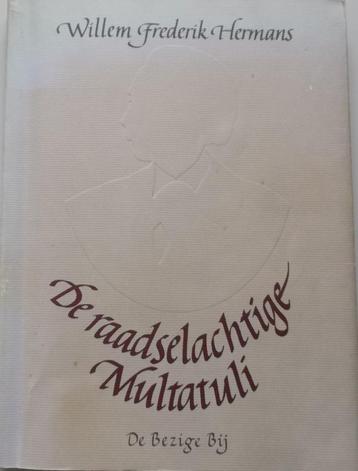 Willem Frederik Hermans
De raadselachtige
Multatuli
De Bezige Bij